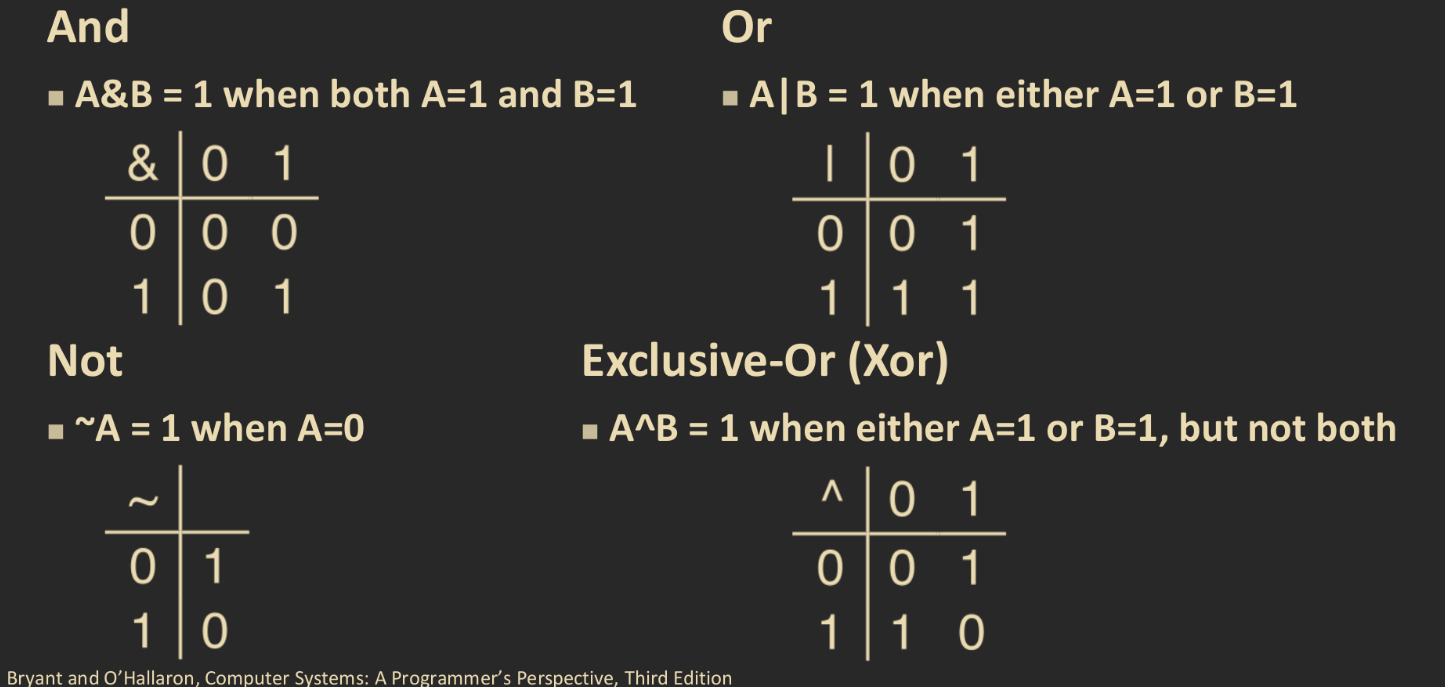 And
■ A&B = 1 when both A=1 and B=1
& 0 1
0 0 0
1 0 1
Or
■ A|B = 1 when either A=1 or B=1
| 0 1
0 0 1
1 1 1
Not
■ ~A = 1 when A=0
~
0 1
1 0
Exclusive-Or (Xor)
■ A^B = 1 when either A=1 or B=1, but not both
^ 0 1
0 0 1
1 1 0
Bryant and O’Hallaron, Computer Systems: A Programmer’s Perspective, Third Edition